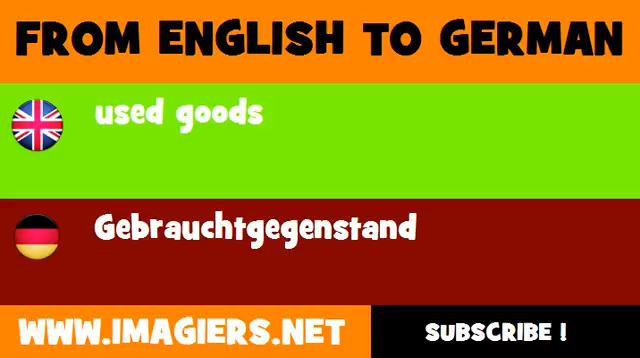 FROM ENGLISH TO GERMAN
used goods
Gebrauchtgegenstand
WWW.IMAGIERS.NET
SUBSCRIBE !